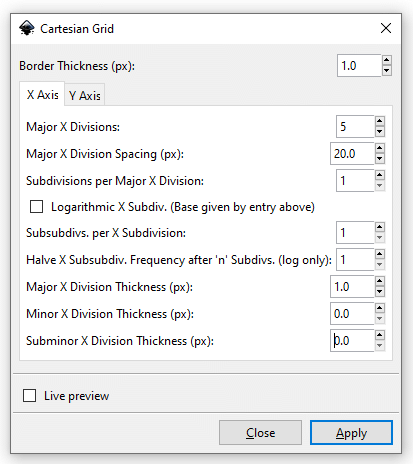 Cartesian Grid
Border Thickness (px): 1.0
X Axis Y Axis
Major X Divisions: 5
Major X Division Spacing (px): 20.0
Subdivisions per Major X Division: 1
Logarithmic X Subdiv. (Base given by entry above)
Subsubdivs. per X Subdivision: 1
Halve X Subsubdiv. Frequency after 'n' Subdivs. (log only): 1
Major X Division Thickness (px): 1.0
Minor X Division Thickness (px): 0.0
Subminor X Division Thickness (px): 0.0
Live preview
Close Apply